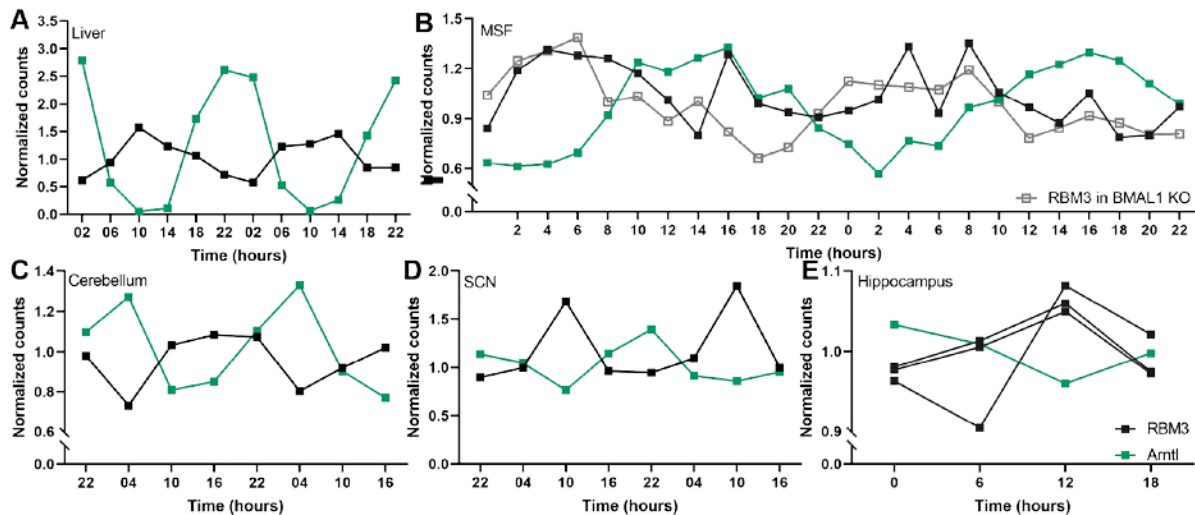 A
Liver
Normalized counts
3.5
3.0
2.5
2.0
1.5
1.0
0.5
0.0
02 06 10 14 18 22 02 06 10 14 18 22
Time (hours)
B
MSF
Normalized counts
1.5
1.2
0.9
0.6
0.0
RBM3 in BMAL1 KO
2 4 6 8 10 12 14 16 18 20 22 0 2 4 6 8 10 12 14 16 18 20 22
Time (hours)
C
Cerebellum
Normalized counts
1.4
1.2
1.0
0.8
0.6
0.0
22 04 10 16 22 04 10 16
Time (hours)
D
SCN
Normalized counts
2.0
1.5
1.0
0.5
0.0
22 04 10 16 22 04 10 16
Time (hours)
E
Hippocampus
Normalized counts
1.1
1.0
0.9
0.0
RBM3
Arntl
0 6 12 18
Time (hours)